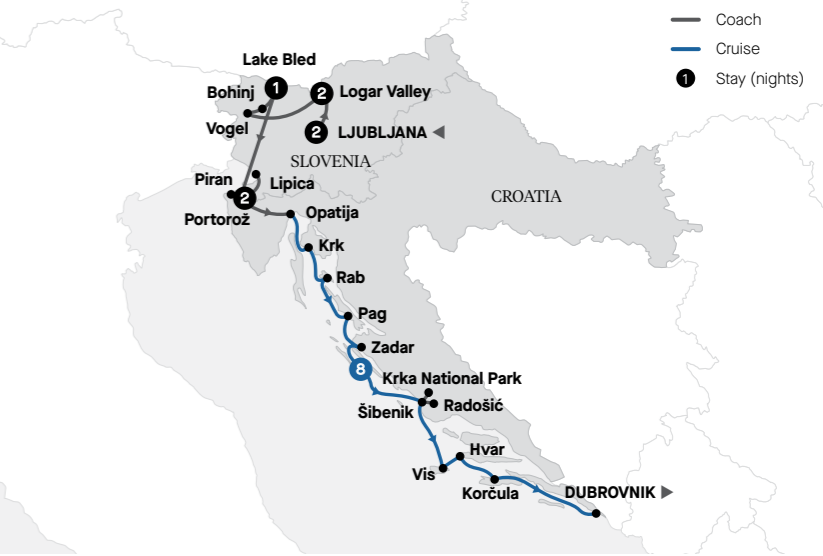 Coach
Cruise
1 Stay (nights)
Lake Bled
1
Bohinj
2 Logar Valley
Vogel
2 LJUBLJANA
SLOVENIA
Piran
Lipica
2
Portorož
CROATIA
Opatija
Krk
Rab
Pag
Zadar
8
Krka National Park
Šibenik
Radošić
Hvar
Vis
Korčula
DUBROVNIK